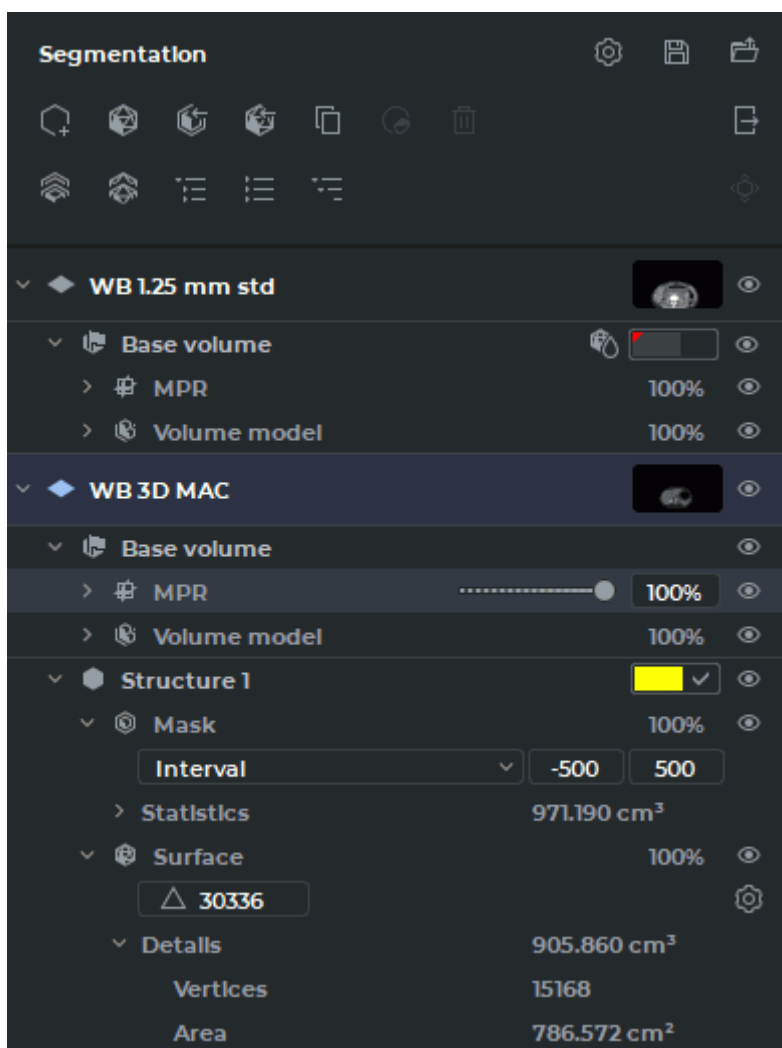 Segmentation
WB 1.25 mm std
Base volume
MPR 100%
Volume model 100%
WB 3D MAC
Base volume
MPR 100%
Volume model 100%
Structure 1
Mask 100%
Interval -500 500
Statistics 971.190 cm³
Surface 100%
30336
Details 905.860 cm³
Vertices 15168
Area 786.572 cm²